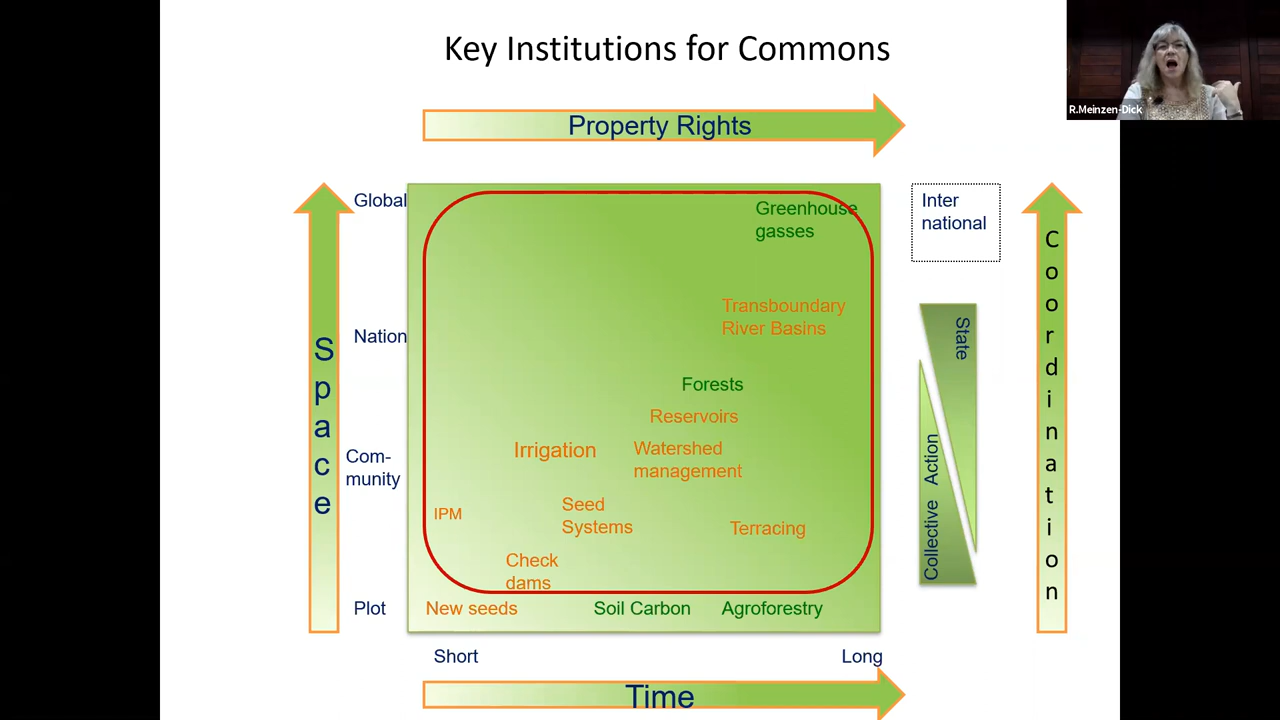 Key Institutions for Commons
R.Meinzen-Dick
Property Rights
Global
Greenhouse
gasses
Inter
national
Transboundary
River Basins
Nation
State
Forests
Reservoirs
Irrigation
Watershed
management
Com-
munity
Collective Action
IPM
Seed
Systems
Terracing
Check
dams
Plot
New seeds
Soil Carbon
Agroforestry
Space
Coordination
Short
Long
Time